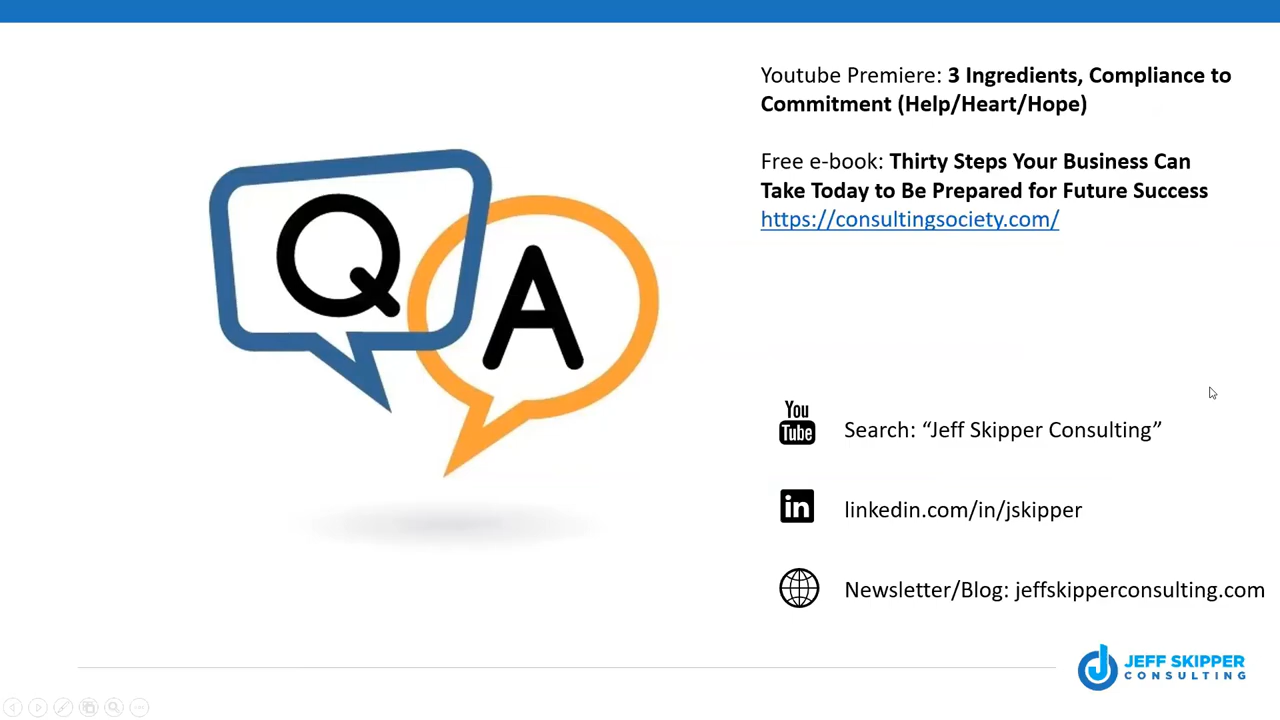 Youtube Premiere: 3 Ingredients, Compliance to
Commitment (Help/Heart/Hope)
Free e-book: Thirty Steps Your Business Can
Take Today to Be Prepared for Future Success
https://consultingsociety.com/
Q
A
You
Tube
Search: “Jeff Skipper Consulting”
in
linkedin.com/in/jskipper
Newsletter/Blog: jeffskipperconsulting.com
JEFF SKIPPER
CONSULTING